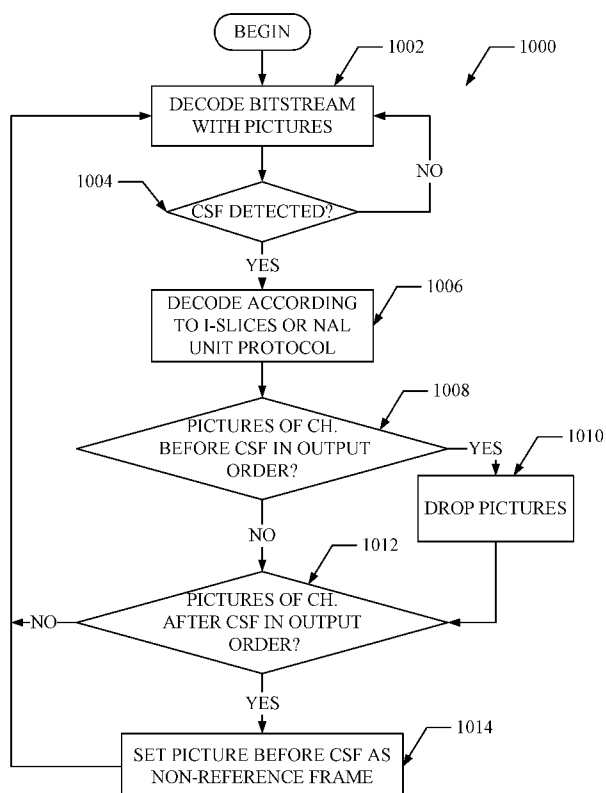 BEGIN
1002
1000
DECODE BITSTREAM
WITH PICTURES
NO
1004
CSF DETECTED?
YES
1006
DECODE ACCORDING
TO I-SLICES OR NAL
UNIT PROTOCOL
1008
PICTURES OF CH.
BEFORE CSF IN OUTPUT
ORDER?
YES
1010
DROP PICTURES
NO
1012
PICTURES OF CH.
AFTER CSF IN OUTPUT
ORDER?
NO
YES
1014
SET PICTURE BEFORE CSF AS
NON-REFERENCE FRAME